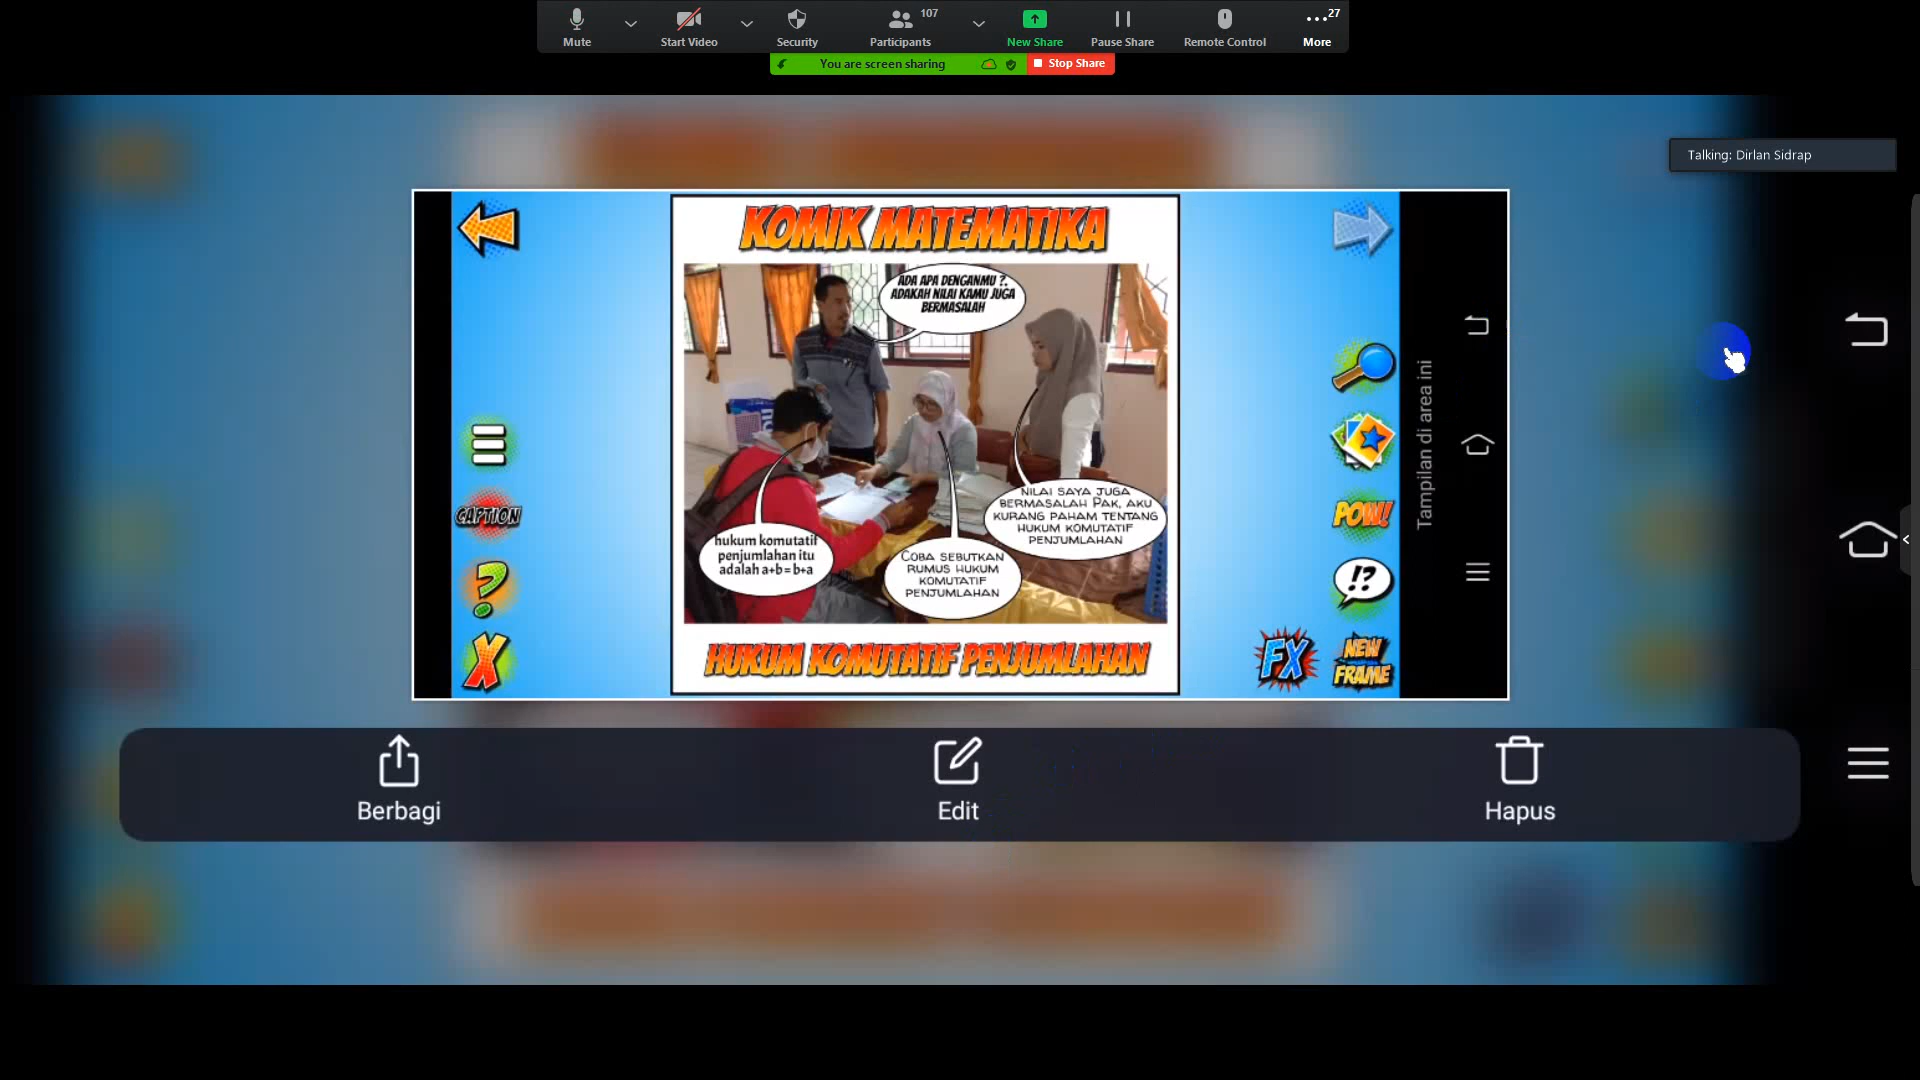 107
27
Mute
Start Video
Security
Participants
New Share
Pause Share
Remote Control
More
You are screen sharing
Stop Share
Talking: Dirlan Sidrap
KOMIK MATEMATIKA
ADA APA DENGANMU ?.
ADAKAH NILAI KAMU JUGA
BERMASALAH
NILAI SAYA JUGA
BERMASALAH PAK, AKU
KURANG PAHAM TENTANG
HUKUM KOMUTATIF
PENJUMLAHAN
hukum komutatif
penjumlahan itu
adalah a+b=b+a
COBA SEBUTKAN
RUMUS HUKUM
KOMUTATIF
PENJUMLAHAN
HUKUM KOMUTATIF PENJUMLAHAN
CAPTION
?
X
POW!
!?
FX
NEW
FRAME
Tampilan di area ini
Berbagi
Edit
Hapus